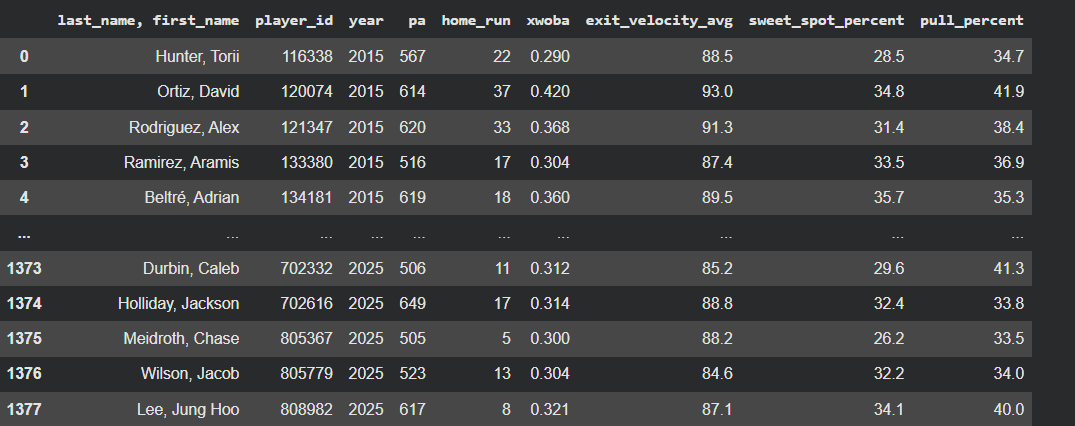 last_name, first_name player_id year pa home_run xwoba exit_velocity_avg sweet_spot_percent pull_percent
0 Hunter, Torii 116338 2015 567 22 0.290 88.5 28.5 34.7
1 Ortiz, David 120074 2015 614 37 0.420 93.0 34.8 41.9
2 Rodriguez, Alex 121347 2015 620 33 0.368 91.3 31.4 38.4
3 Ramirez, Aramis 133380 2015 516 17 0.304 87.4 33.5 36.9
4 Beltré, Adrian 134181 2015 619 18 0.360 89.5 35.7 35.3
... ... ... ... ... ... ... ... ... ...
1373 Durbin, Caleb 702332 2025 506 11 0.312 85.2 29.6 41.3
1374 Holliday, Jackson 702616 2025 649 17 0.314 88.8 32.4 33.8
1375 Meidroth, Chase 805367 2025 505 5 0.300 88.2 26.2 33.5
1376 Wilson, Jacob 805779 2025 523 13 0.304 84.6 32.2 34.0
1377 Lee, Jung Hoo 808982 2025 617 8 0.321 87.1 34.1 40.0